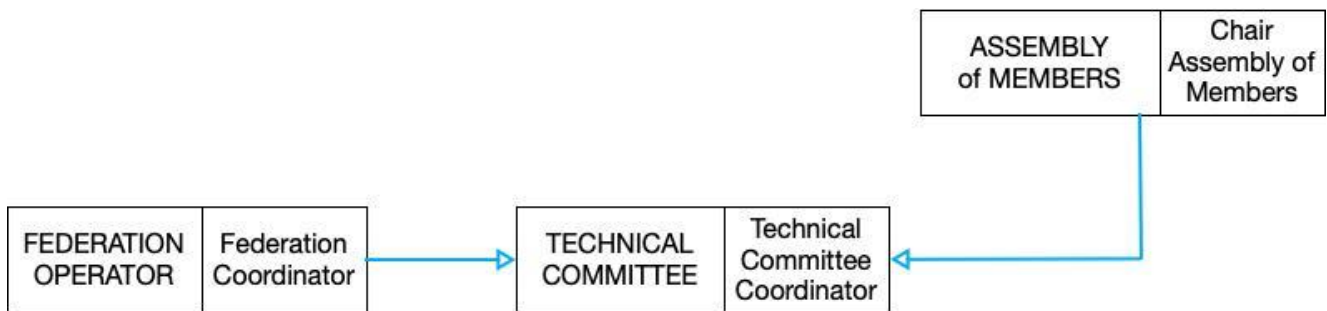 ASSEMBLY
of MEMBERS
Chair
Assembly of
Members
FEDERATION
OPERATOR
Federation
Coordinator
TECHNICAL
COMMITTEE
Technical
Committee
Coordinator